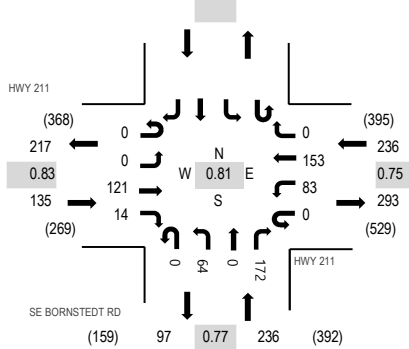 HWY 211
(368) (395)
217 0 0 236
N
0 153
0.83 W 0.81 E 0.75
121 83
135 S 293
14 0
(269) (529)
0 64 0 172
HWY 211
SE BORNSTEDT RD
(159) 97 0.77 236 (392)